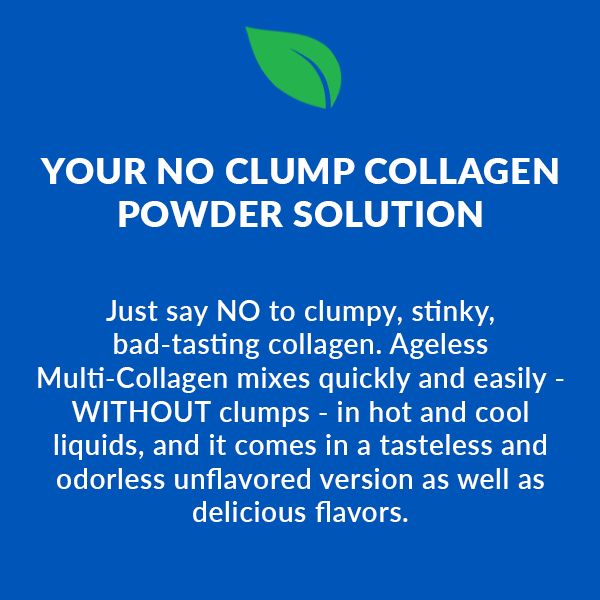 YOUR NO CLUMP COLLAGEN
POWDER SOLUTION
Just say NO to clumpy, stinky,
bad-tasting collagen. Ageless
Multi-Collagen mixes quickly and easily -
WITHOUT clumps - in hot and cool
liquids, and it comes in a tasteless and
odorless unflavored version as well as
delicious flavors.